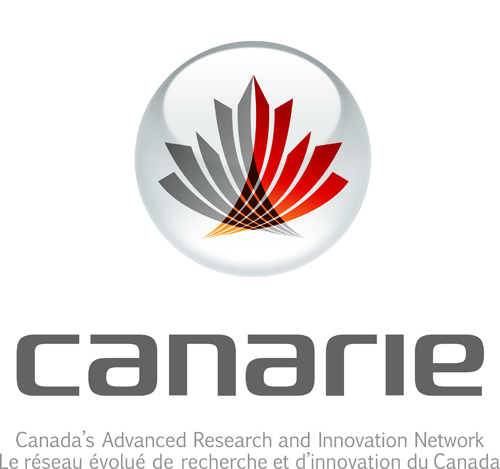 canarie
Canada's Advanced Research and Innovation Network
Le réseau évolué de recherche et d'innovation du Canada